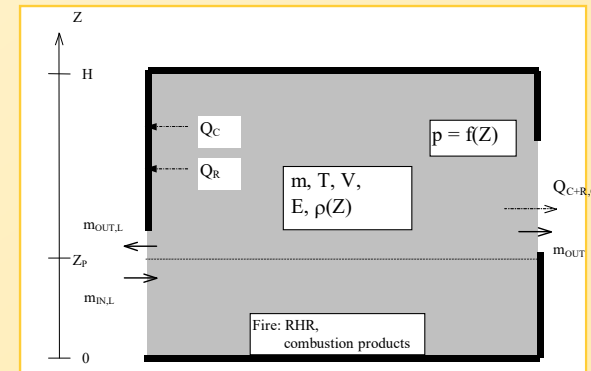 Z
H
Q_C
p = f(Z)
Q_R
m, T, V,
E, ρ(Z)
Q_C+R,
m_OUT,L
m_OUT
Z_P
m_IN,L
Fire: RHR,
combustion products
0